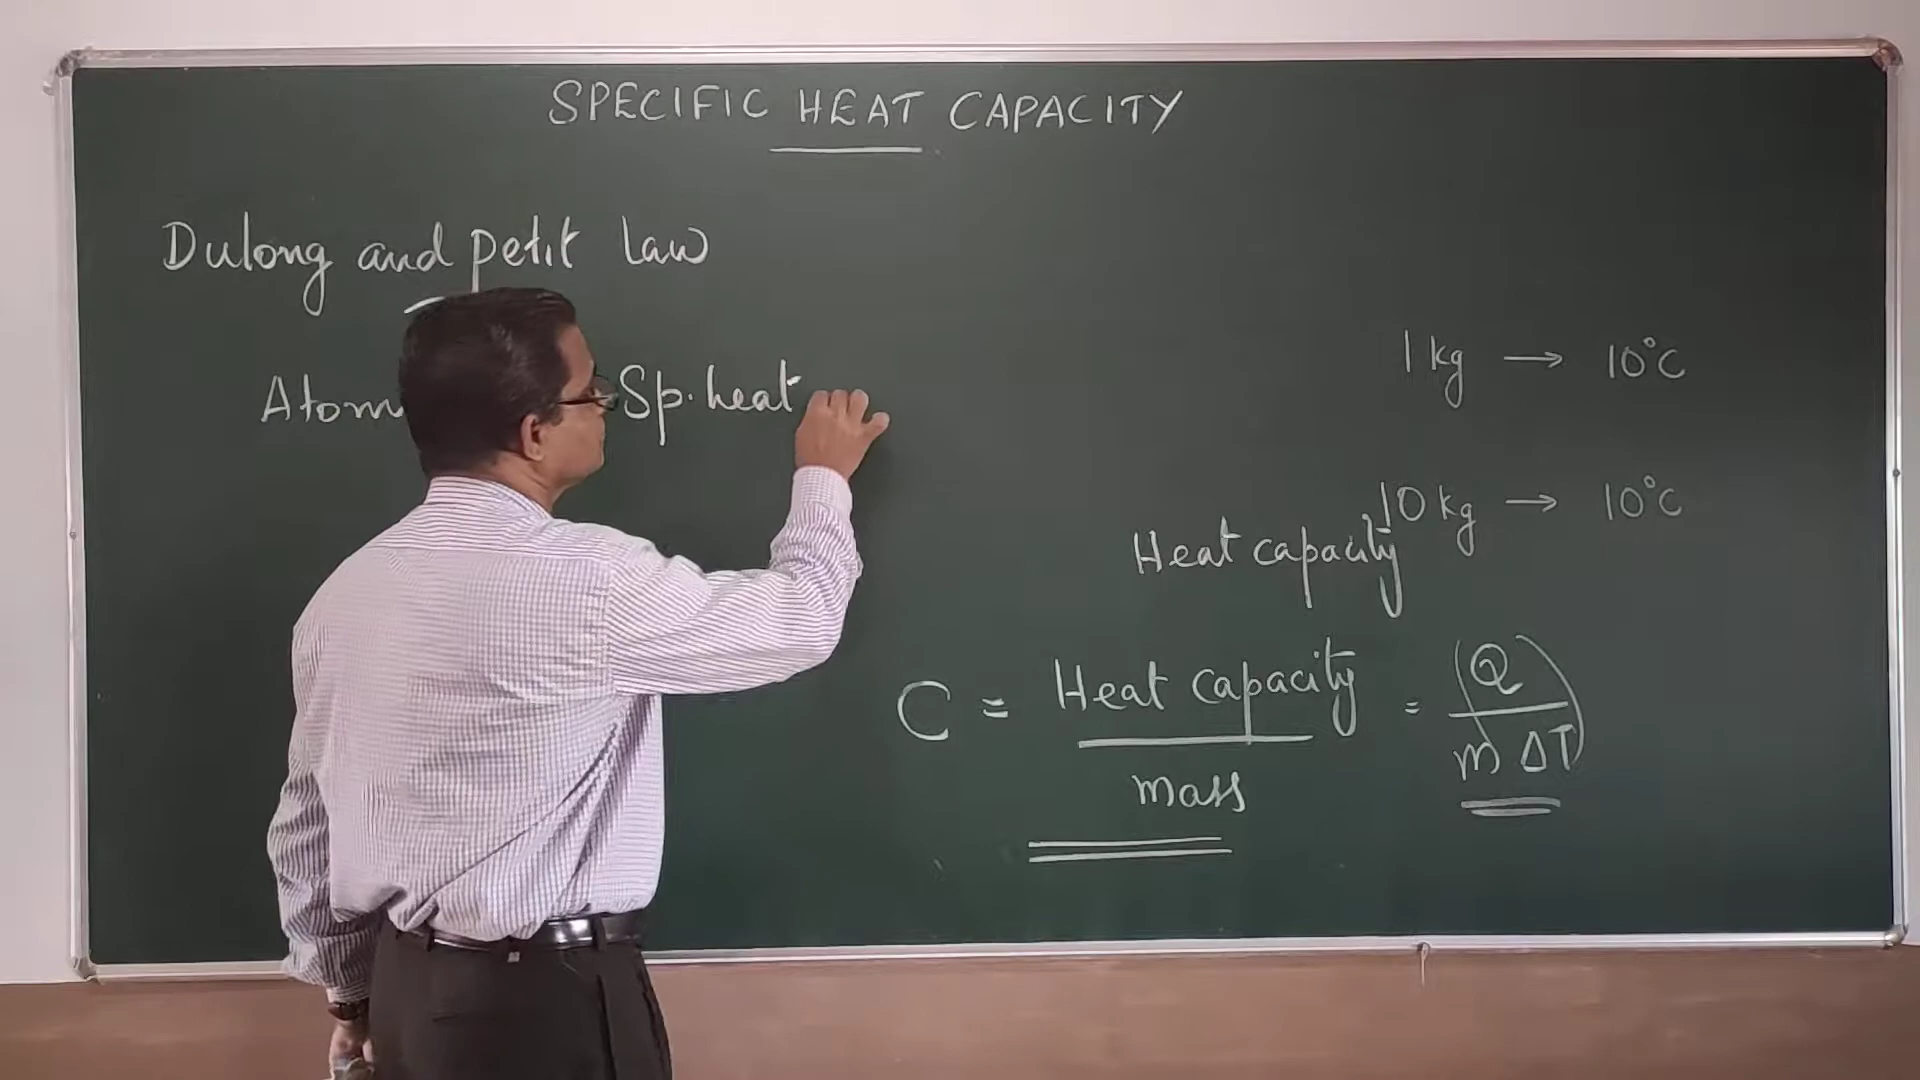 SPECIFIC HEAT CAPACITY
Dulong and petit law
Sp. heat
1 kg → 10°C
10 kg → 10°C
Heat capacity
C = Heat capacity / mass = (Q / m ΔT)